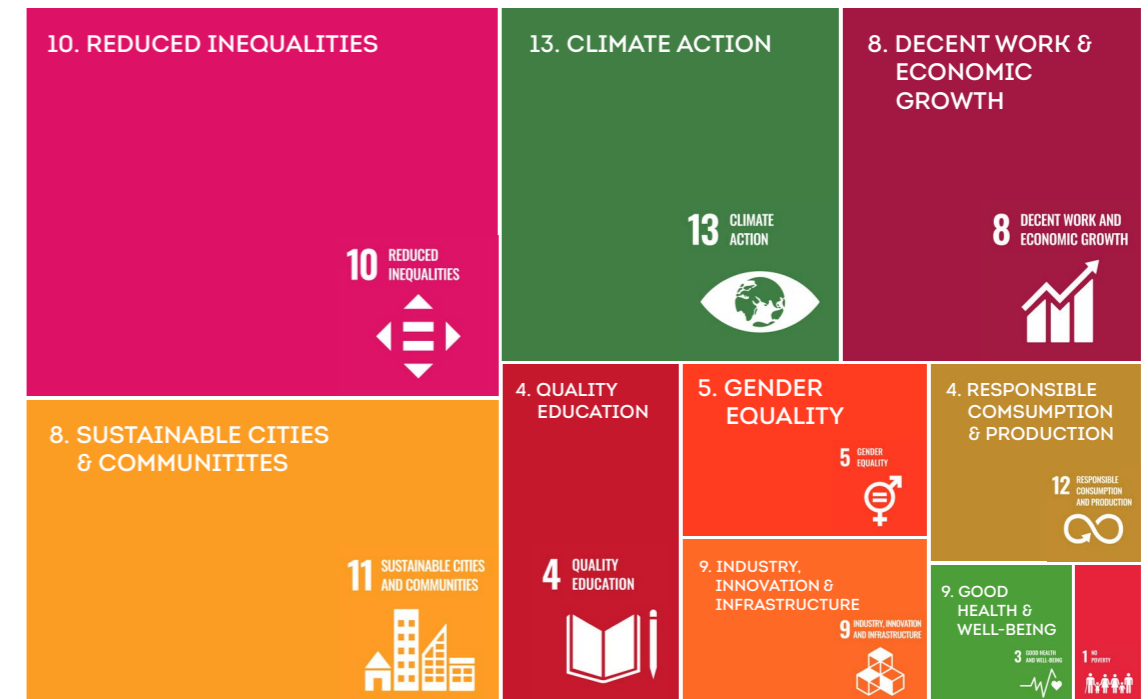 10. REDUCED INEQUALITIES
10 REDUCED
INEQUALITIES
13. CLIMATE ACTION
13 CLIMATE
ACTION
8. DECENT WORK &
ECONOMIC
GROWTH
8 DECENT WORK AND
ECONOMIC GROWTH
8. SUSTAINABLE CITIES
& COMMUNITITES
11 SUSTAINABLE CITIES
AND COMMUNITIES
4. QUALITY
EDUCATION
4 QUALITY
EDUCATION
5. GENDER
EQUALITY
5 GENDER
EQUALITY
4. RESPONSIBLE
COMSUMPTION
& PRODUCTION
12 RESPONSIBLE
CONSUMPTION
AND PRODUCTION
9. INDUSTRY,
INNOVATION &
INFRASTRUCTURE
9 INDUSTRY, INNOVATION
AND INFRASTRUCTURE
9. GOOD
HEALTH &
WELL-BEING
3 GOOD HEALTH
AND WELL-BEING
1 NO
POVERTY